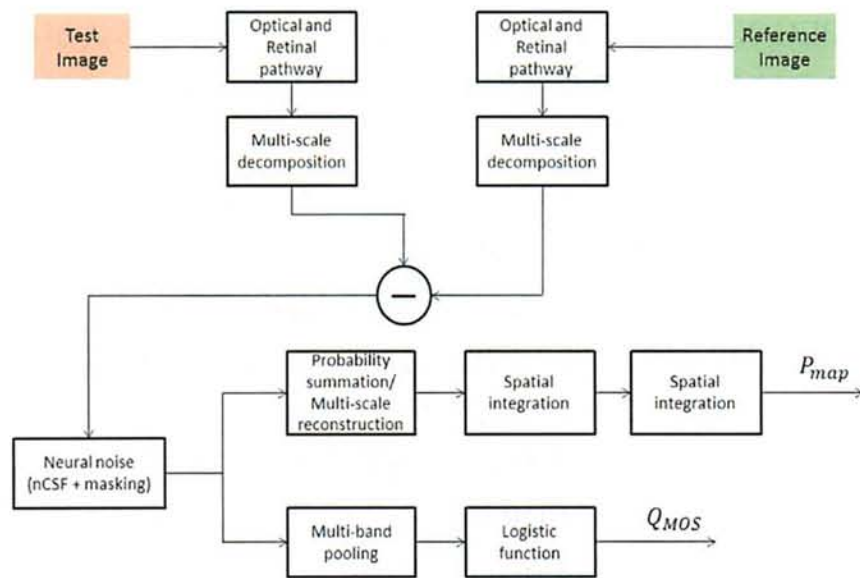 Test
Image
Optical and
Retinal
pathway
Optical and
Retinal
pathway
Reference
Image
Multi-scale
decomposition
Multi-scale
decomposition
−
Probability
summation/
Multi-scale
reconstruction
Spatial
integration
Spatial
integration
P_map
Neural noise
(nCSF + masking)
Multi-band
pooling
Logistic
function
Q_MOS